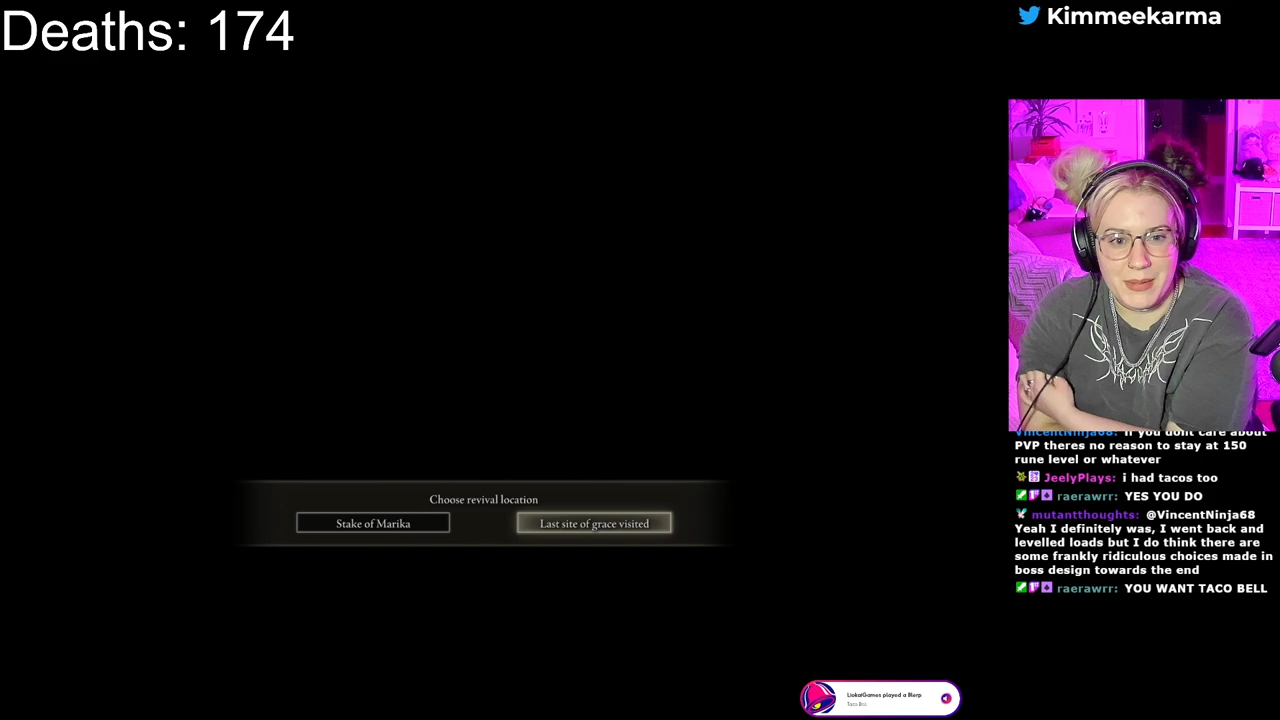 Deaths: 174
Kimmeekarma
VincentNinja68: if you dont care about
PVP theres no reason to stay at 150
rune level or whatever
JeelyPlays: i had tacos too
raerawrr: YES YOU DO
mutantthoughts: @VincentNinja68
Yeah I definitely was, I went back and
levelled loads but I do think there are
some frankly ridiculous choices made in
boss design towards the end
raerawrr: YOU WANT TACO BELL
Choose revival location
Stake of Marika
Last site of grace visited
played a Blerp